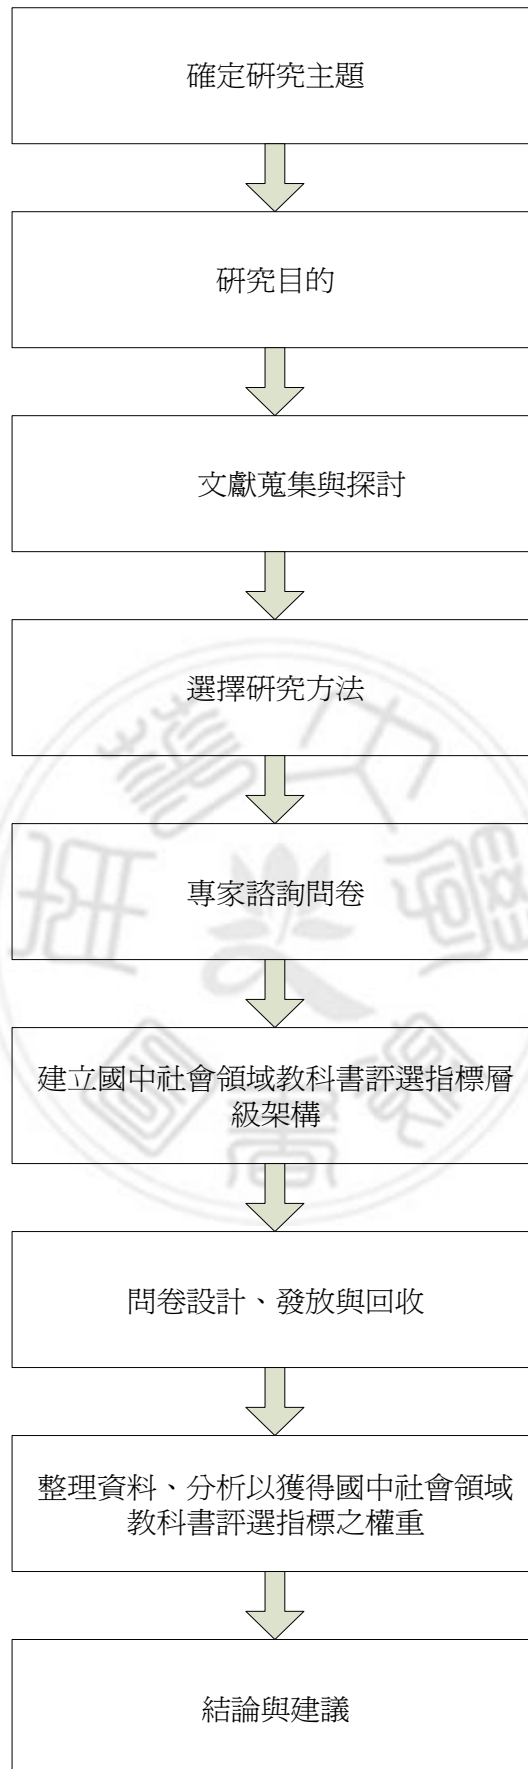 確定研究主題
研究目的
文獻蒐集與探討
選擇研究方法
專家諮詢問卷
建立國中社會領域教科書評選指標層
級架構
問卷設計、發放與回收
整理資料、分析以獲得國中社會領域
教科書評選指標之權重
結論與建議